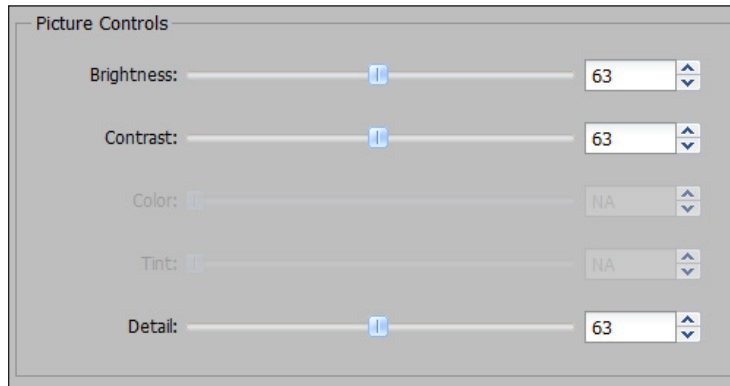 Picture Controls
Brightness: 63
Contrast: 63
Color: NA
Tint: NA
Detail: 63